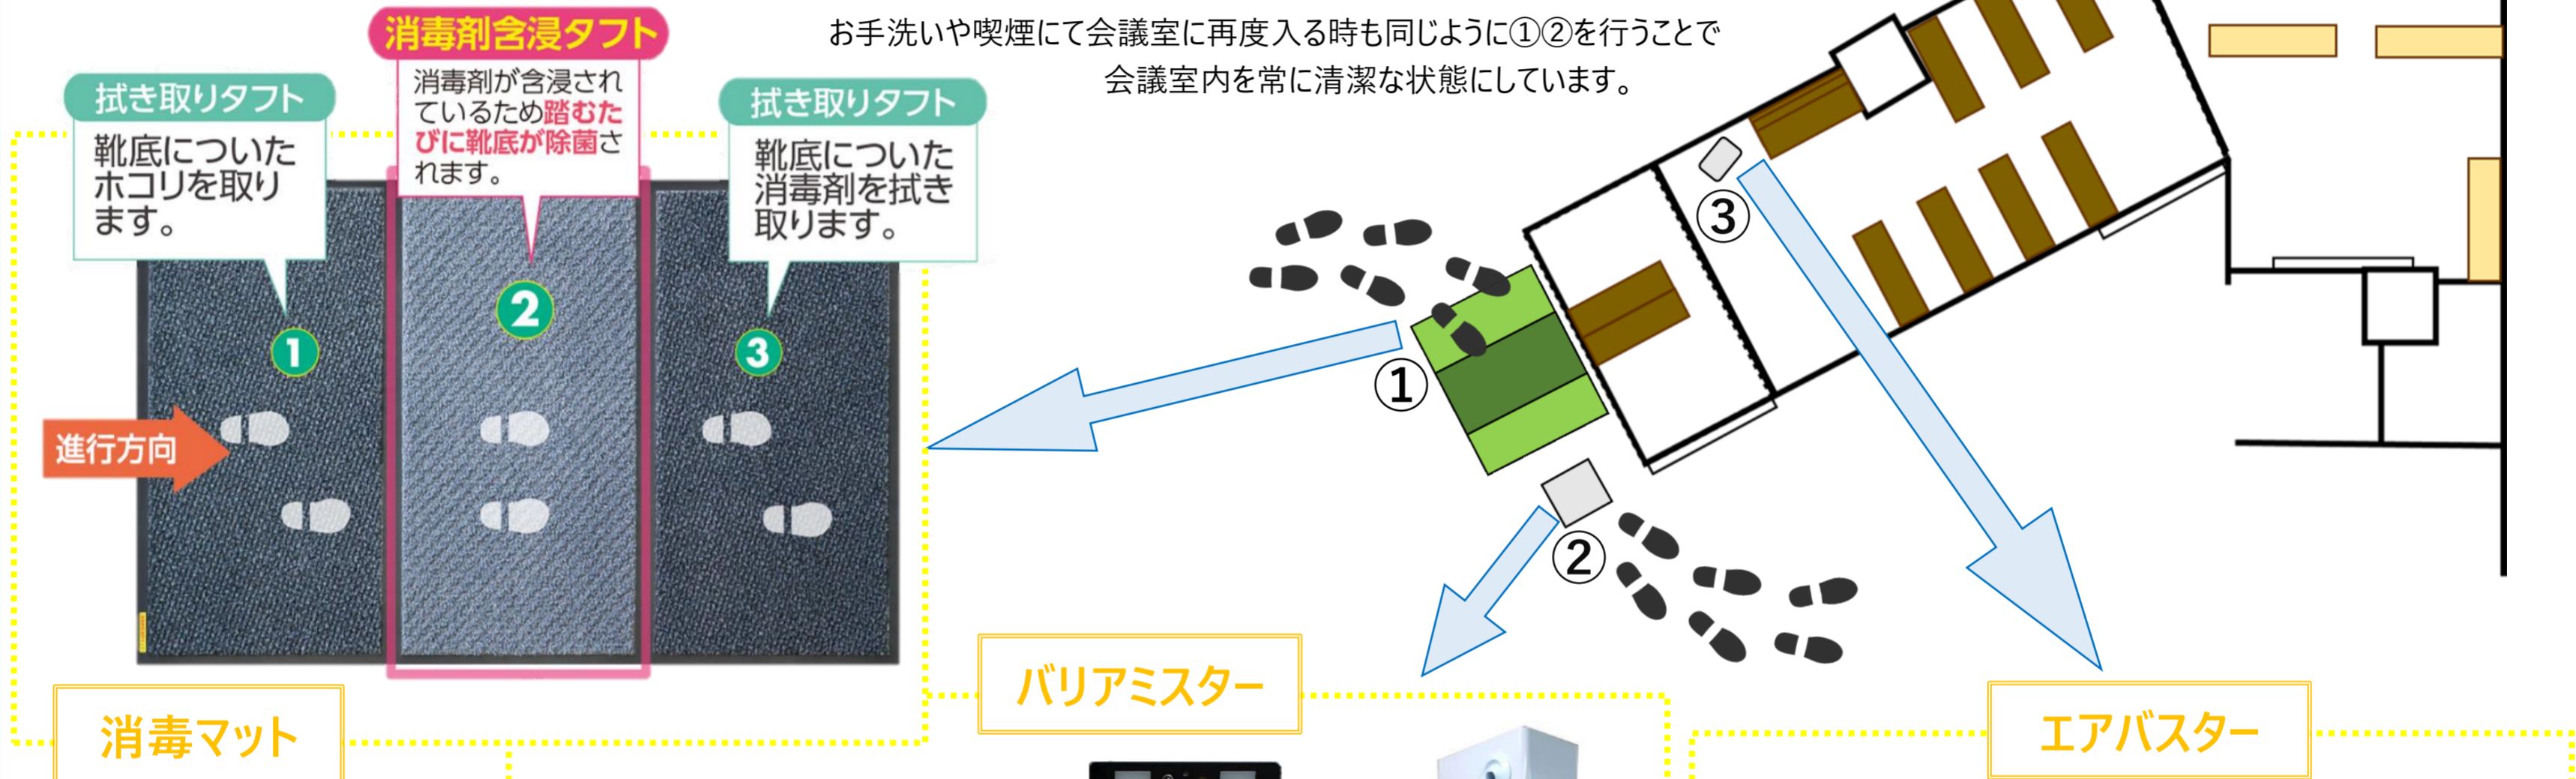 お手洗いや喫煙にて会議室に再度入る時も同じように①②を行うことで
会議室内を常に清潔な状態にしています。
拭き取りタフト
靴底についた
ホコリを取り
ます。
消毒剤含浸タフト
消毒剤が含浸され
ているため踏むた
びに靴底が除菌さ
れます。
拭き取りタフト
靴底についた
消毒剤を拭き
取ります。
1
2
3
進行方向
消毒マット
①
②
③
バリアミスター
エアバスター